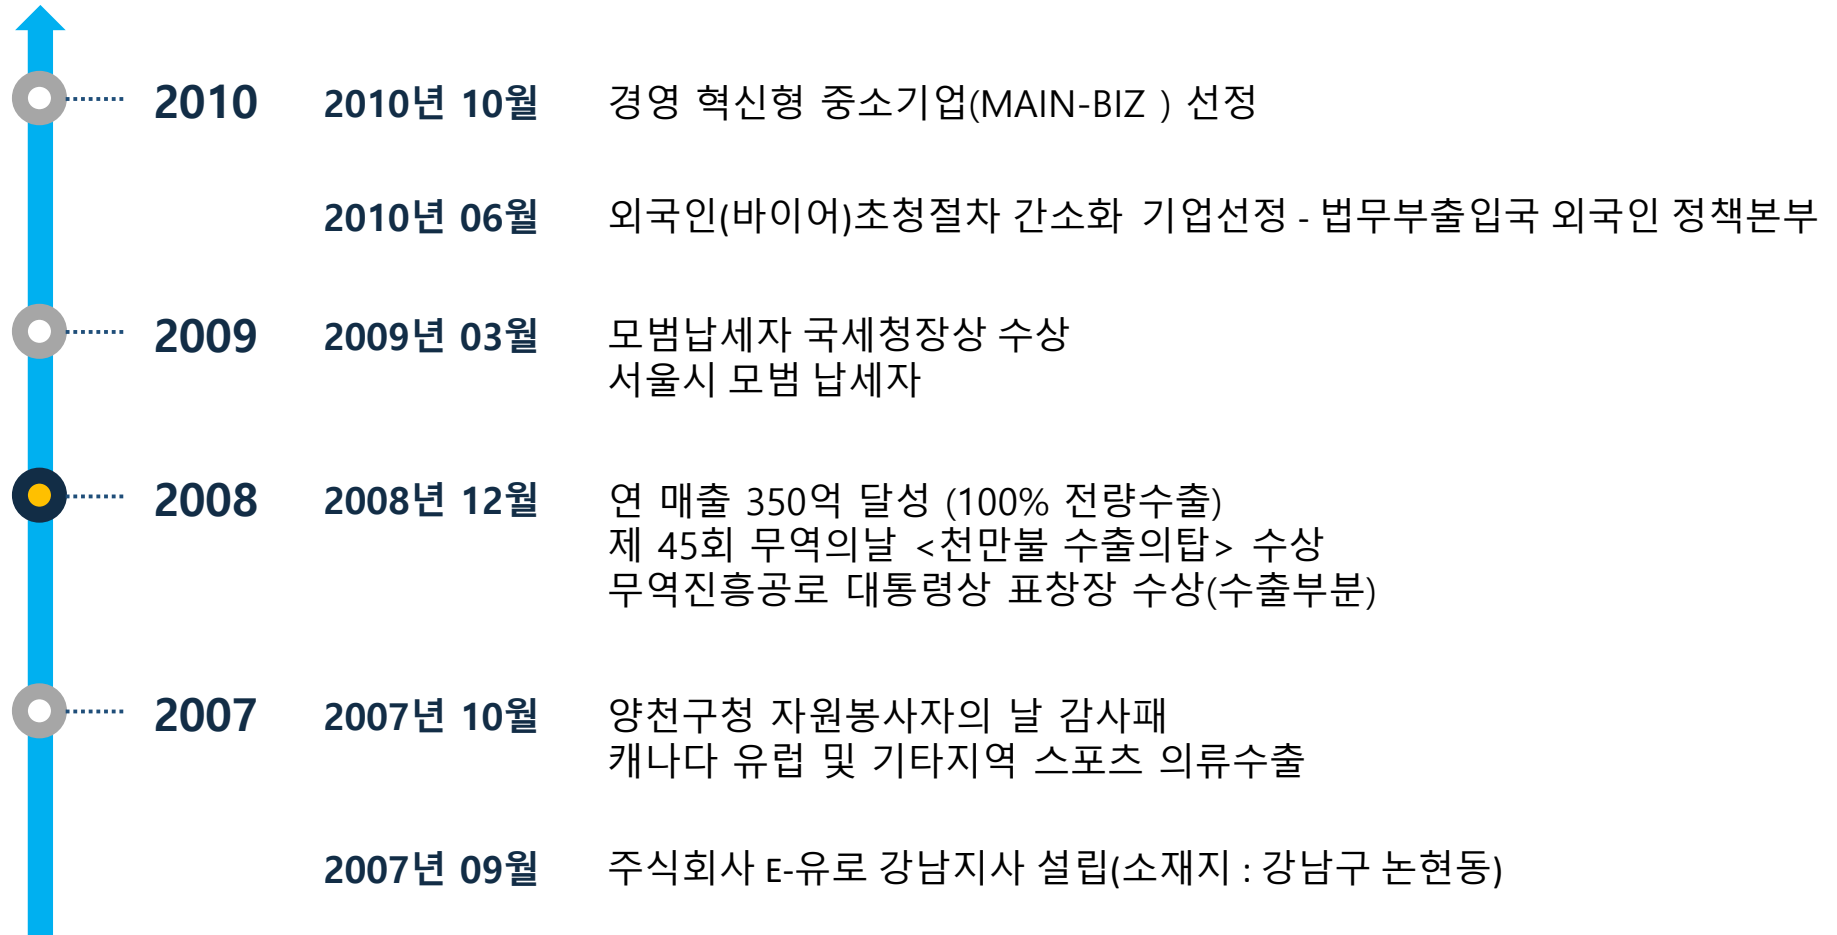 2010 2010년 10월 경영 혁신형 중소기업(MAIN-BIZ ) 선정
2010년 06월 외국인(바이어)초청절차 간소화 기업선정 - 법무부출입국 외국인 정책본부
2009 2009년 03월 모범납세자 국세청장상 수상
서울시 모범 납세자
2008 2008년 12월 연 매출 350억 달성 (100% 전량수출)
제 45회 무역의날 <천만불 수출의탑> 수상
무역진흥공로 대통령상 표창장 수상(수출부분)
2007 2007년 10월 양천구청 자원봉사자의 날 감사패
캐나다 유럽 및 기타지역 스포츠 의류수출
2007년 09월 주식회사 E-유로 강남지사 설립(소재지 : 강남구 논현동)